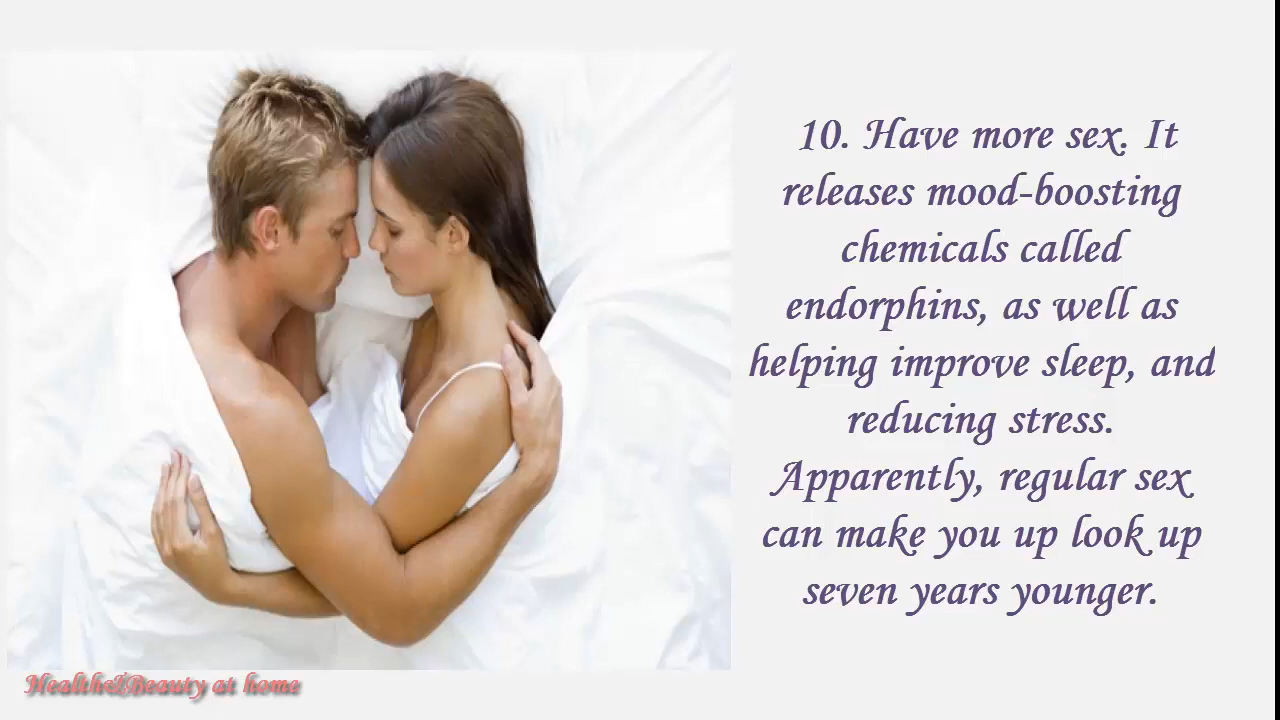 10. Have more sex. It
releases mood-boosting
chemicals called
endorphins, as well as
helping improve sleep, and
reducing stress.
Apparently, regular sex
can make you up look up
seven years younger.
Health&Beauty at home